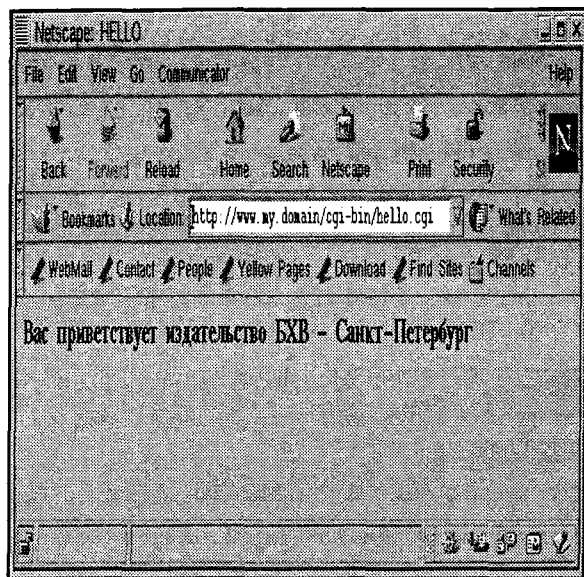 Netscape: HELLO
File Edit View Go Communicator Help
Back Forward Reload Home Search Netscape Print Security
N
Bookmarks Location: http://www.my.domain/cgi-bin/hello.cgi What's Related
WebMail Contact People Yellow Pages Download Find Sites Channels
Вас приветствует издательство БХВ - Санкт-Петербург